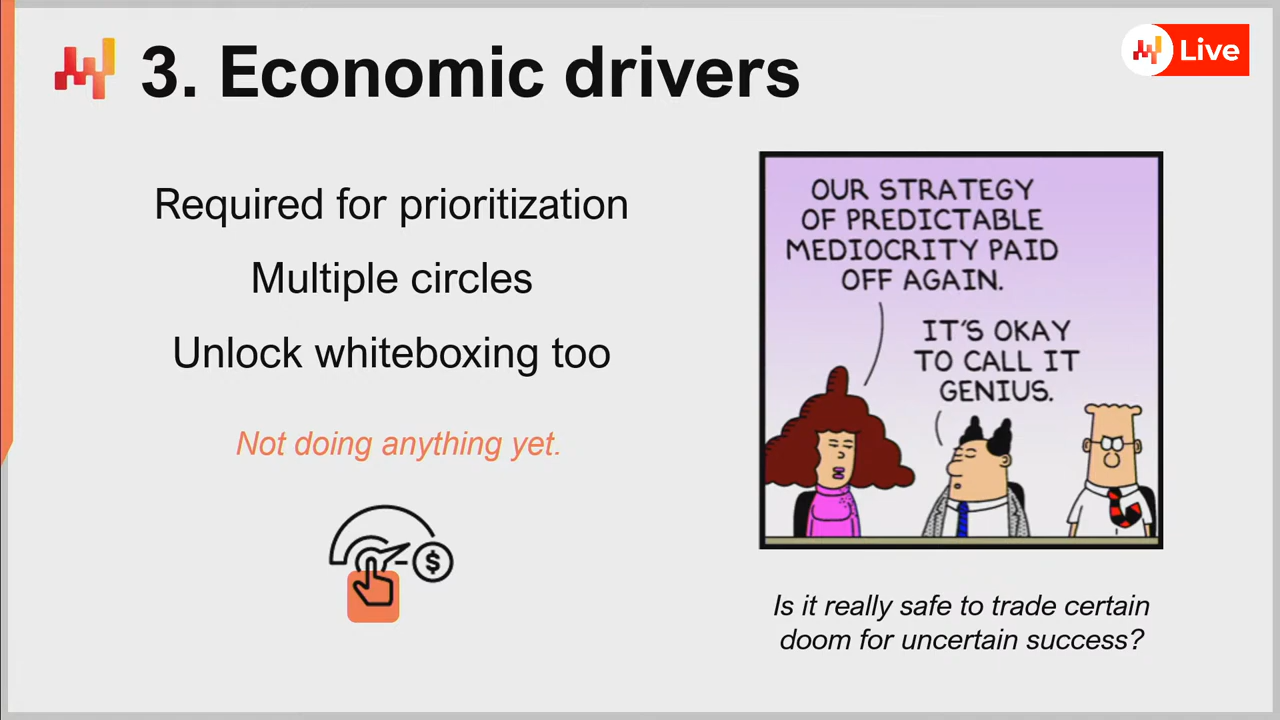 3. Economic drivers
Live
Required for prioritization
Multiple circles
Unlock whiteboxing too
Not doing anything yet.
$
OUR STRATEGY
OF PREDICTABLE
MEDIOCRITY PAID
OFF AGAIN.
IT'S OKAY
TO CALL IT
GENIUS.
Is it really safe to trade certain
doom for uncertain success?